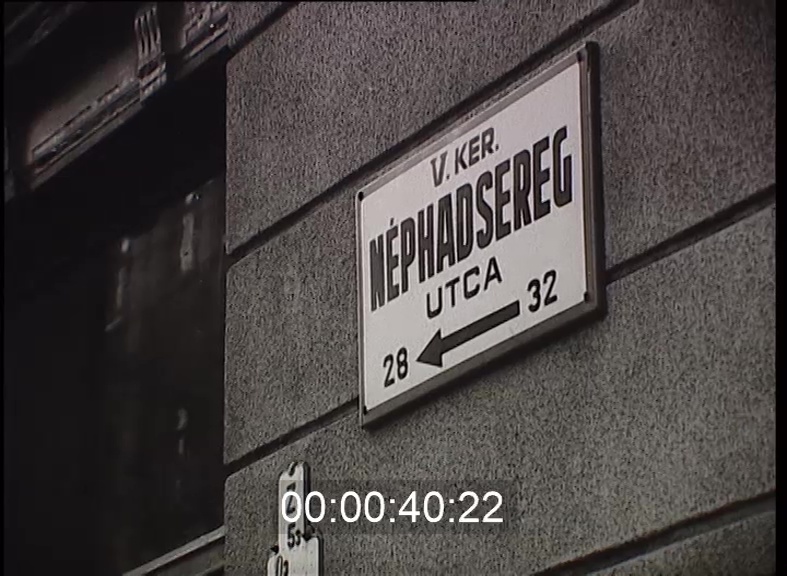 V. KER.
NÉPHADSEREG
UTCA
28 32
00:00:40:22